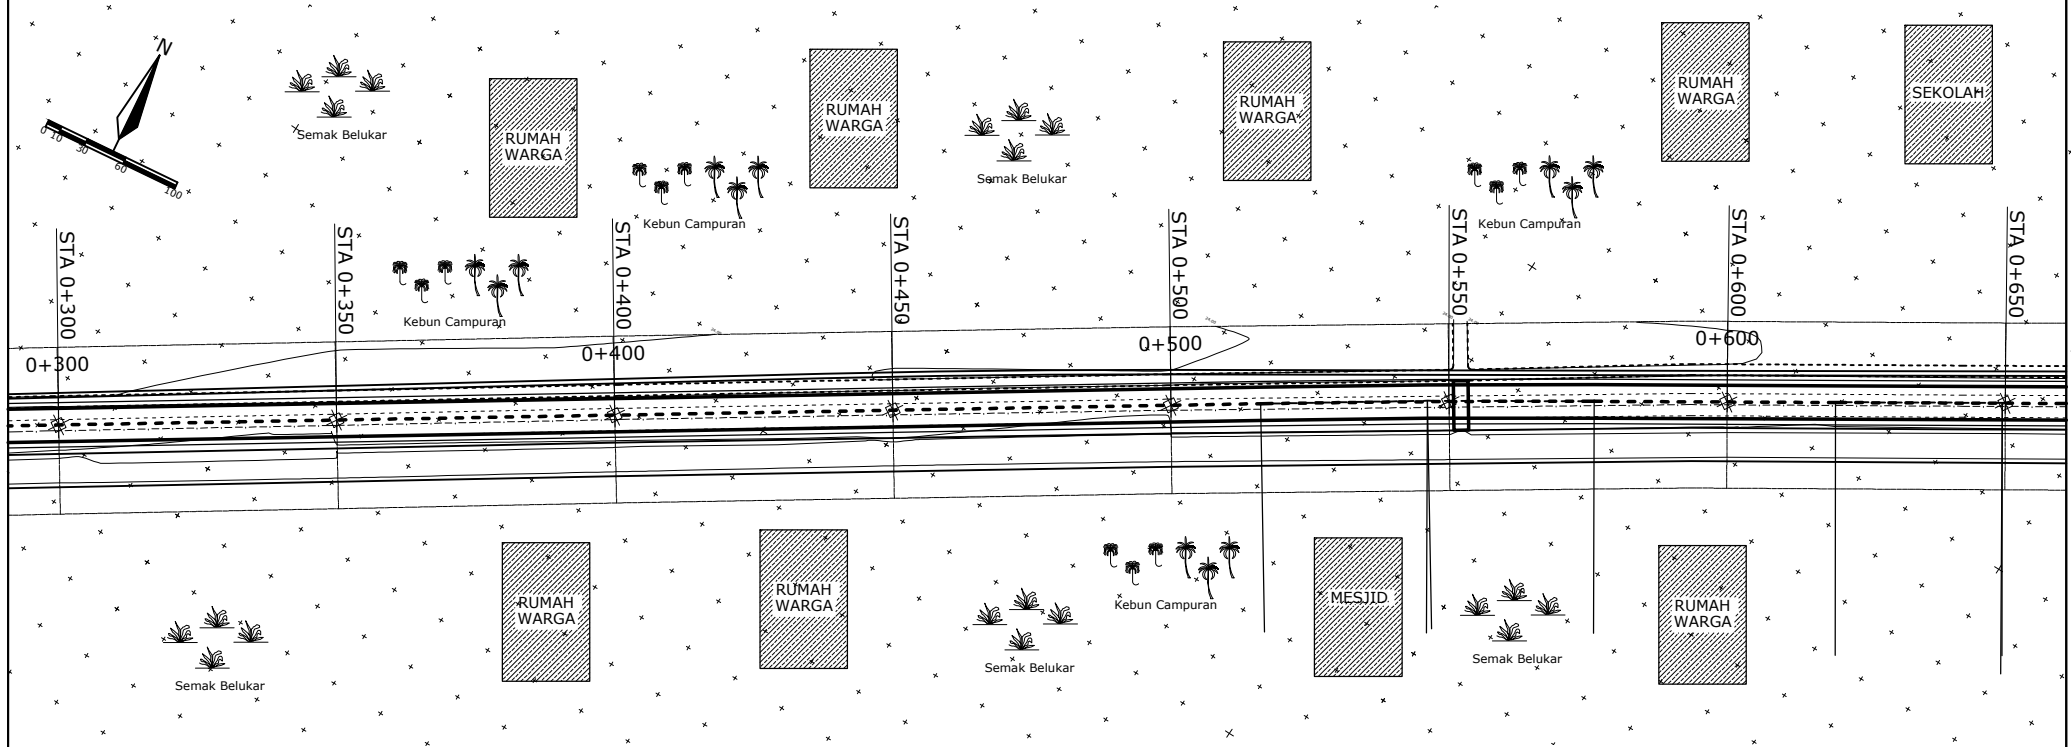 N
0
10
30
60
100
Semak Belukar
RUMAH
WARGA
RUMAH
WARGA
Semak Belukar
RUMAH
WARGA
RUMAH
WARGA
SEKOLAH
Kebun Campuran
Kebun Campuran
Kebun Campuran
STA 0+300
STA 0+350
STA 0+400
STA 0+450
STA 0+500
STA 0+550
STA 0+600
STA 0+650
0+300
0+400
0+500
0+600
Semak Belukar
RUMAH
WARGA
RUMAH
WARGA
Semak Belukar
Kebun Campuran
MESJID
Semak Belukar
RUMAH
WARGA